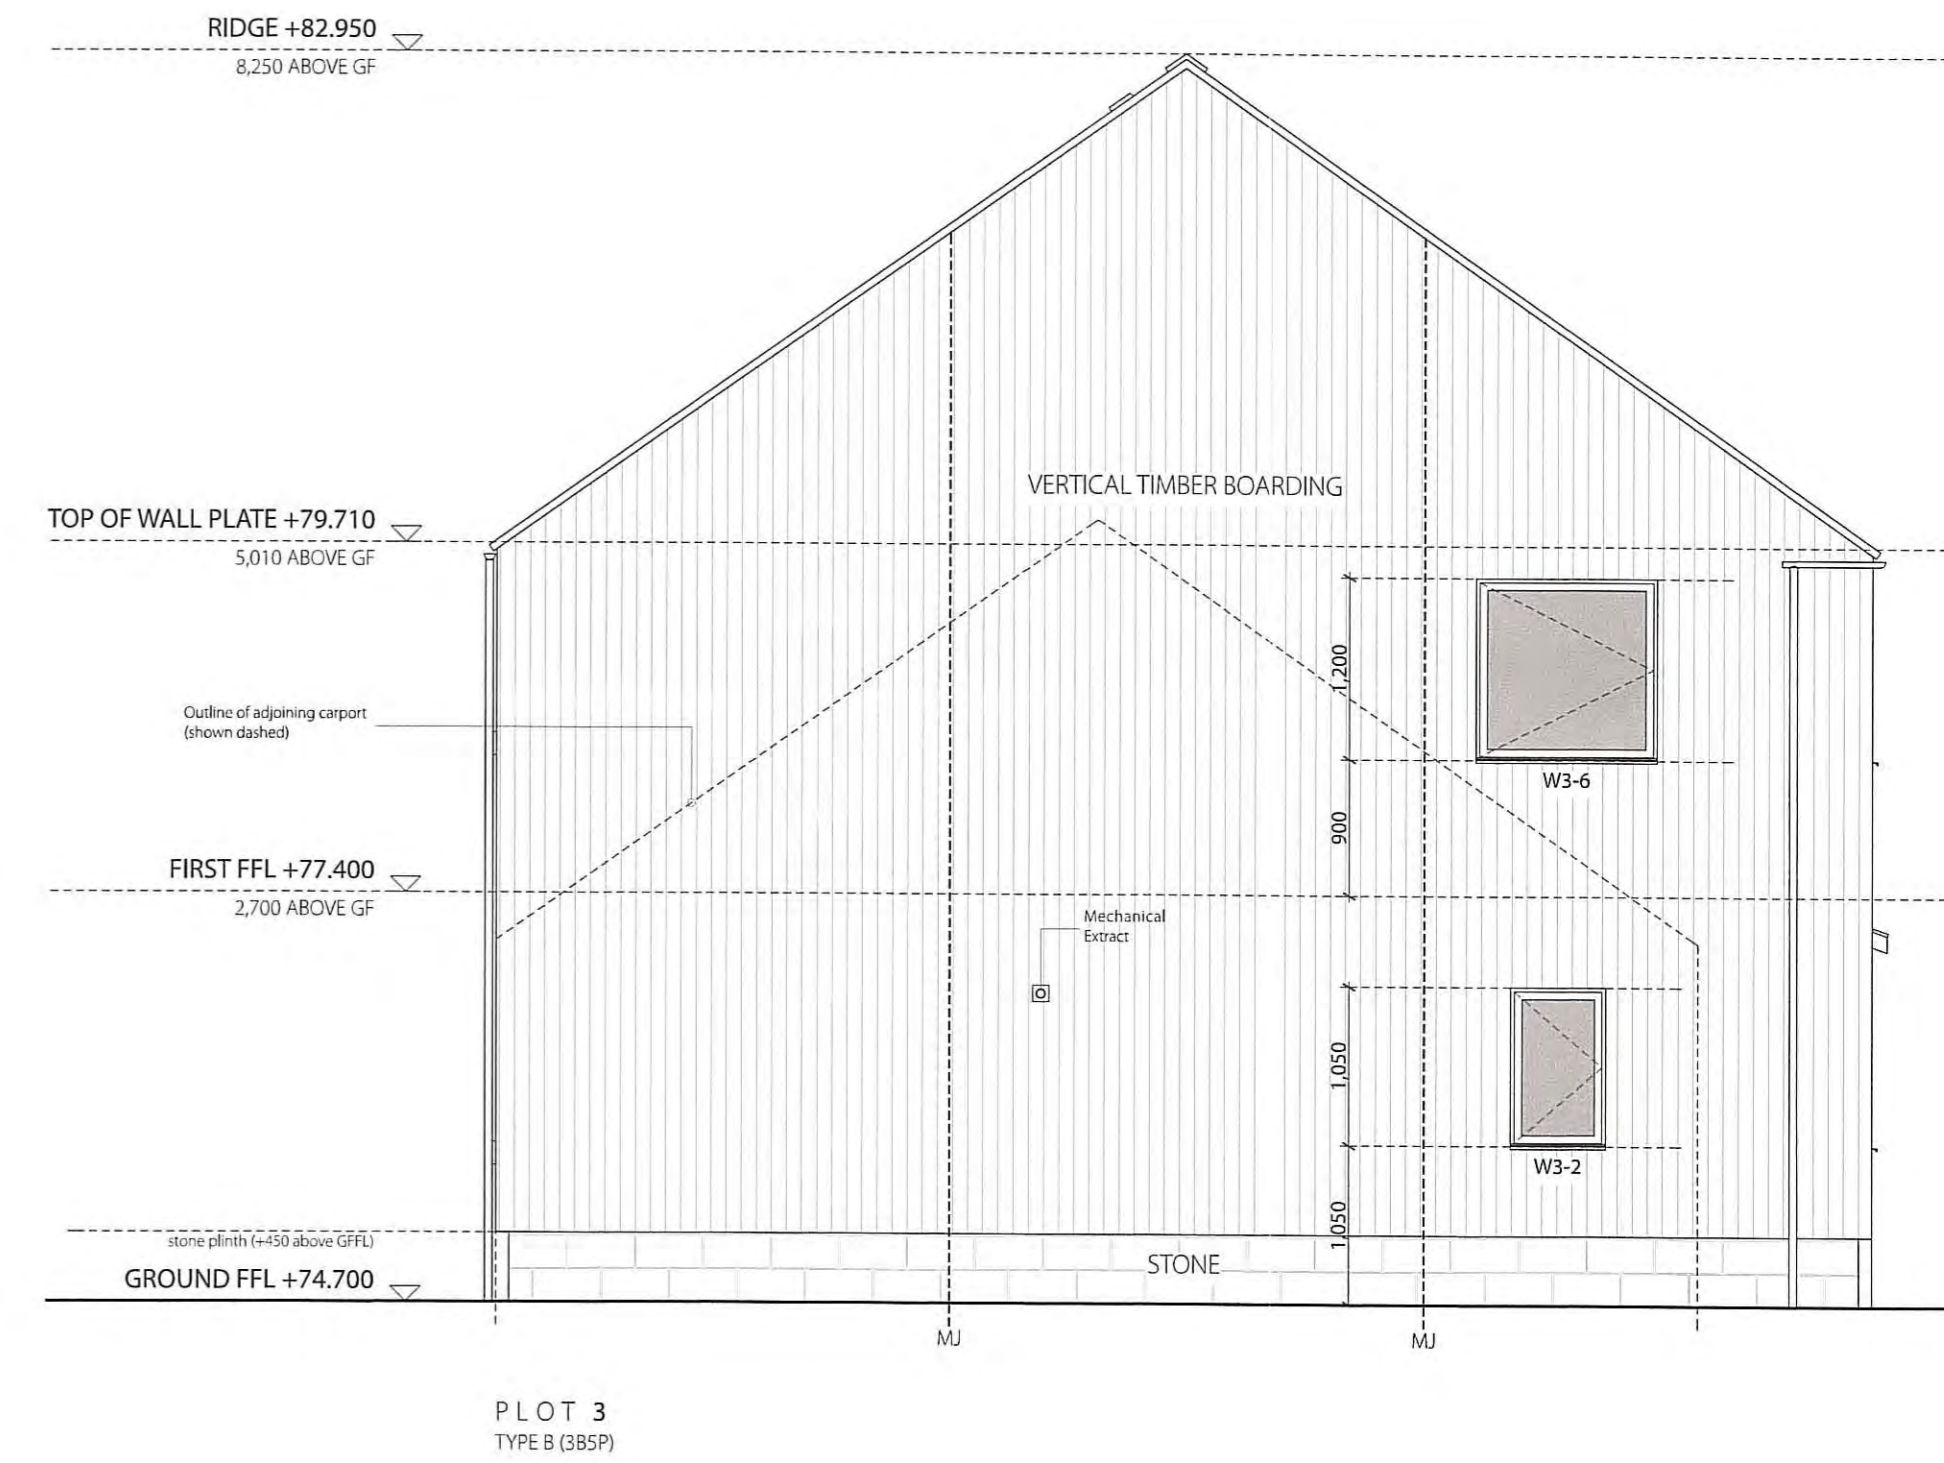 RIDGE +82.950
8,250 ABOVE GF
VERTICAL TIMBER BOARDING
TOP OF WALL PLATE +79.710
5,010 ABOVE GF
1,200
Outline of adjoining carport
(shown dashed)
W3-6
900
FIRST FFL +77.400
2,700 ABOVE GF
Mechanical
Extract
1,050
W3-2
1,050
stone plinth (+450 above GFFL)
STONE
GROUND FFL +74.700
MJ
MJ
PLOT 3
TYPE B (3B5P)